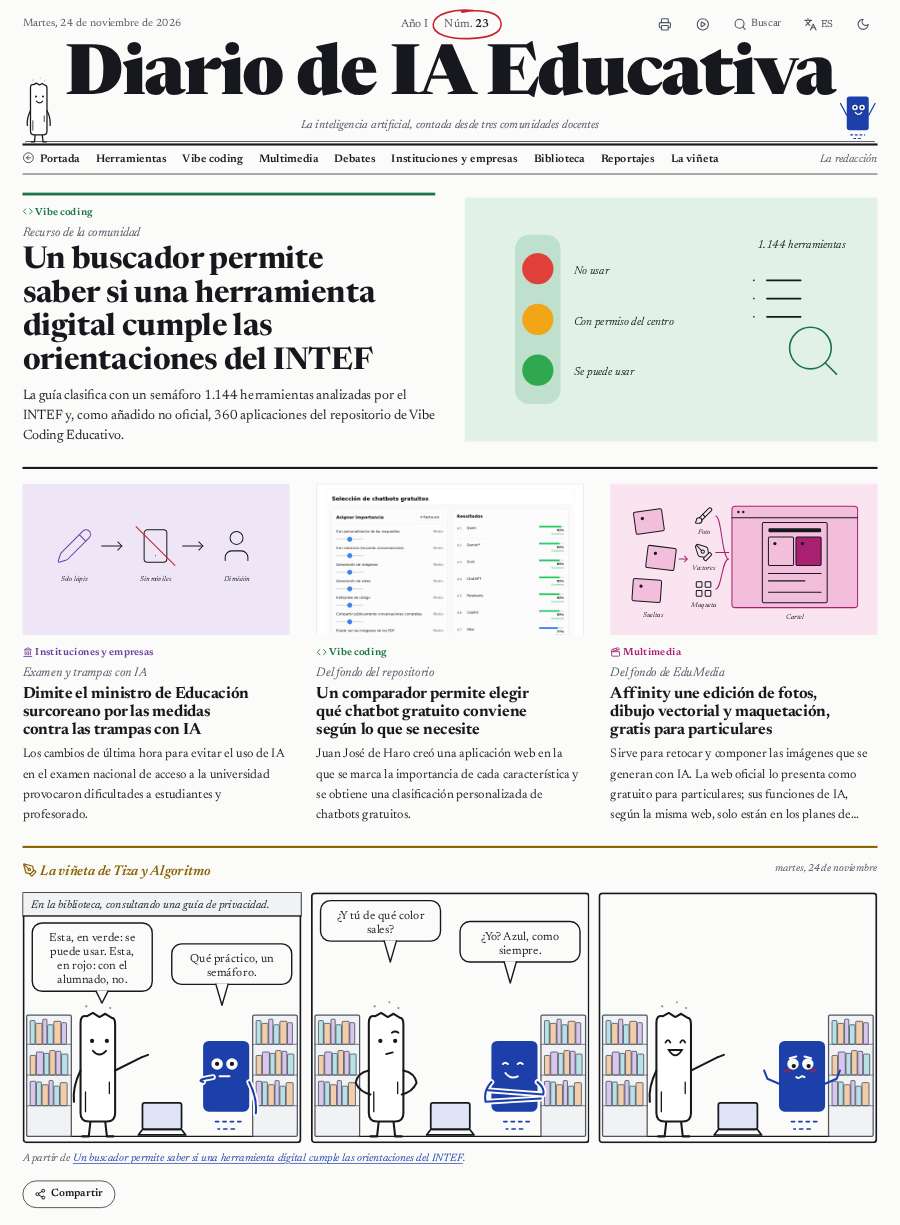 Martes, 24 de noviembre de 2026
Año I
Núm. 23
Buscar
ES
Diario de IA Educativa
La inteligencia artificial, contada desde tres comunidades docentes
Portada Herramientas Vibe coding Multimedia Debates Instituciones y empresas Biblioteca Reportajes La viñeta
La redacción
Vibe coding
Recurso de la comunidad
Un buscador permite
saber si una herramienta
digital cumple las
orientaciones del INTEF
La guía clasifica con un semáforo 1.144 herramientas analizadas por el
INTEF y, como añadido no oficial, 360 aplicaciones del repositorio de Vibe
Coding Educativo.
No usar
Con permiso del centro
Se puede usar
1.144 herramientas
Solo lápiz
Sin móviles
Dimisión
Instituciones y empresas
Examen y trampas con IA
Dimite el ministro de Educación
surcoreano por las medidas
contra las trampas con IA
Los cambios de última hora para evitar el uso de IA
en el examen nacional de acceso a la universidad
provocaron dificultades a estudiantes y
profesorado.
Selección de chatbots gratuitos
Asignar importancia
Resultados
Vibe coding
Del fondo del repositorio
Un comparador permite elegir
qué chatbot gratuito conviene
según lo que se necesite
Juan José de Haro creó una aplicación web en la
que se marca la importancia de cada característica y
se obtiene una clasificación personalizada de
chatbots gratuitos.
Sueltas
Foto
Vectores
Maqueta
Cartel
Multimedia
Del fondo de EduMedia
Affinity une edición de fotos,
dibujo vectorial y maquetación,
gratis para particulares
Sirve para retocar y componer las imágenes que se
generan con IA. La web oficial lo presenta como
gratuito para particulares; sus funciones de IA,
según la misma web, solo están en los planes de…
La viñeta de Tiza y Algoritmo
martes, 24 de noviembre
En la biblioteca, consultando una guía de privacidad.
Esta, en verde: se
puede usar. Esta,
en rojo: con el
alumnado, no.
Qué práctico, un
semáforo.
¿Y tú de qué color
sales?
¿Yo? Azul, como
siempre.
A partir de Un buscador permite saber si una herramienta digital cumple las orientaciones del INTEF.
Compartir